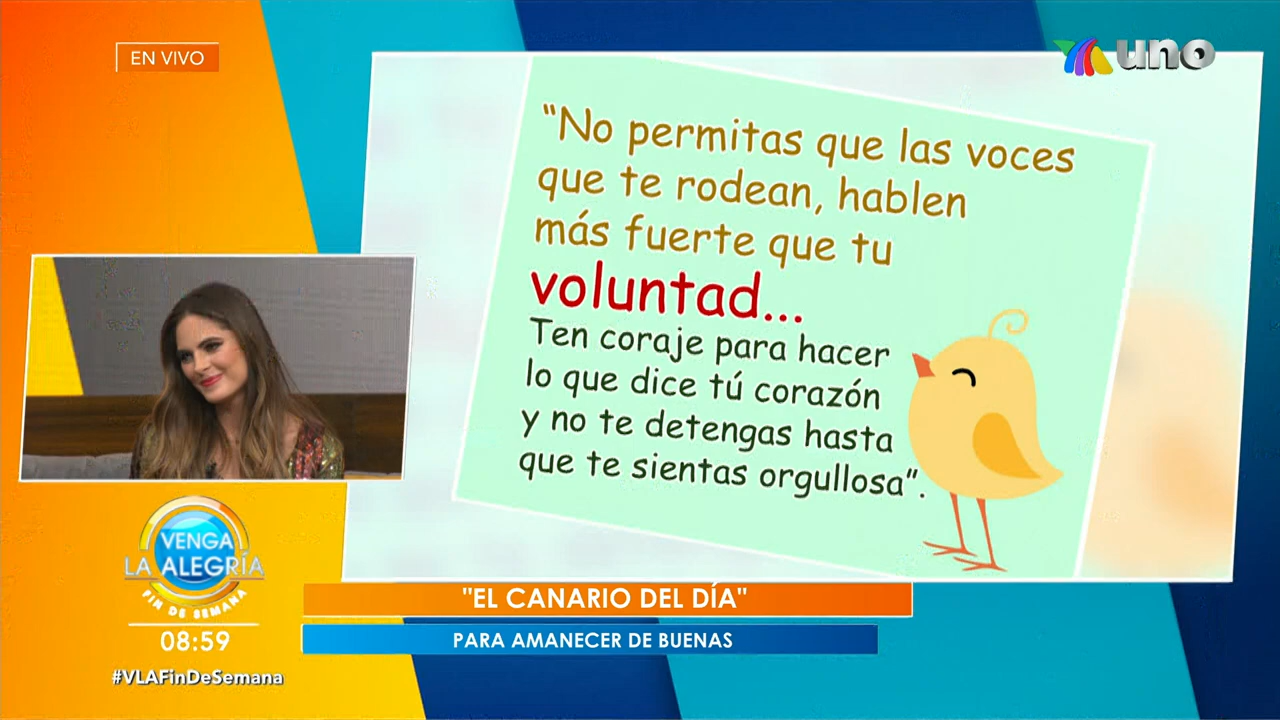 EN VIVO
uno
“No permitas que las voces
que te rodean, hablen
más fuerte que tu
voluntad...
Ten coraje para hacer
lo que dice tú corazón
y no te detengas hasta
que te sientas orgullosa”.
VENGA
LA ALEGRÍA
FIN DE SEMANA
08:59
#VLAFinDeSemana
"EL CANARIO DEL DÍA"
PARA AMANECER DE BUENAS